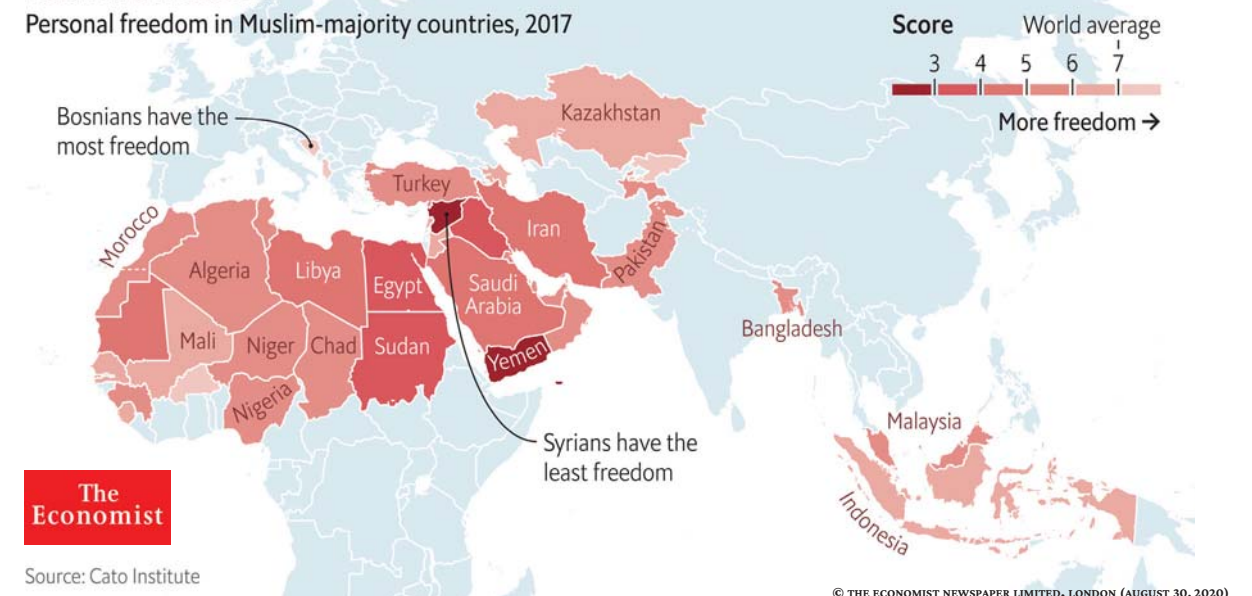 Personal freedom in Muslim-majority countries, 2017
Score
World average
3 4 5 6 7
More freedom →
Bosnians have the
most freedom
Kazakhstan
Turkey
Morocco
Algeria
Libya
Egypt
Iran
Pakistan
Saudi
Arabia
Mali
Niger
Chad
Sudan
Yemen
Nigeria
Bangladesh
Syrians have the
least freedom
Malaysia
Indonesia
The
Economist
Source: Cato Institute
© THE ECONOMIST NEWSPAPER LIMITED, LONDON (AUGUST 30, 2020)